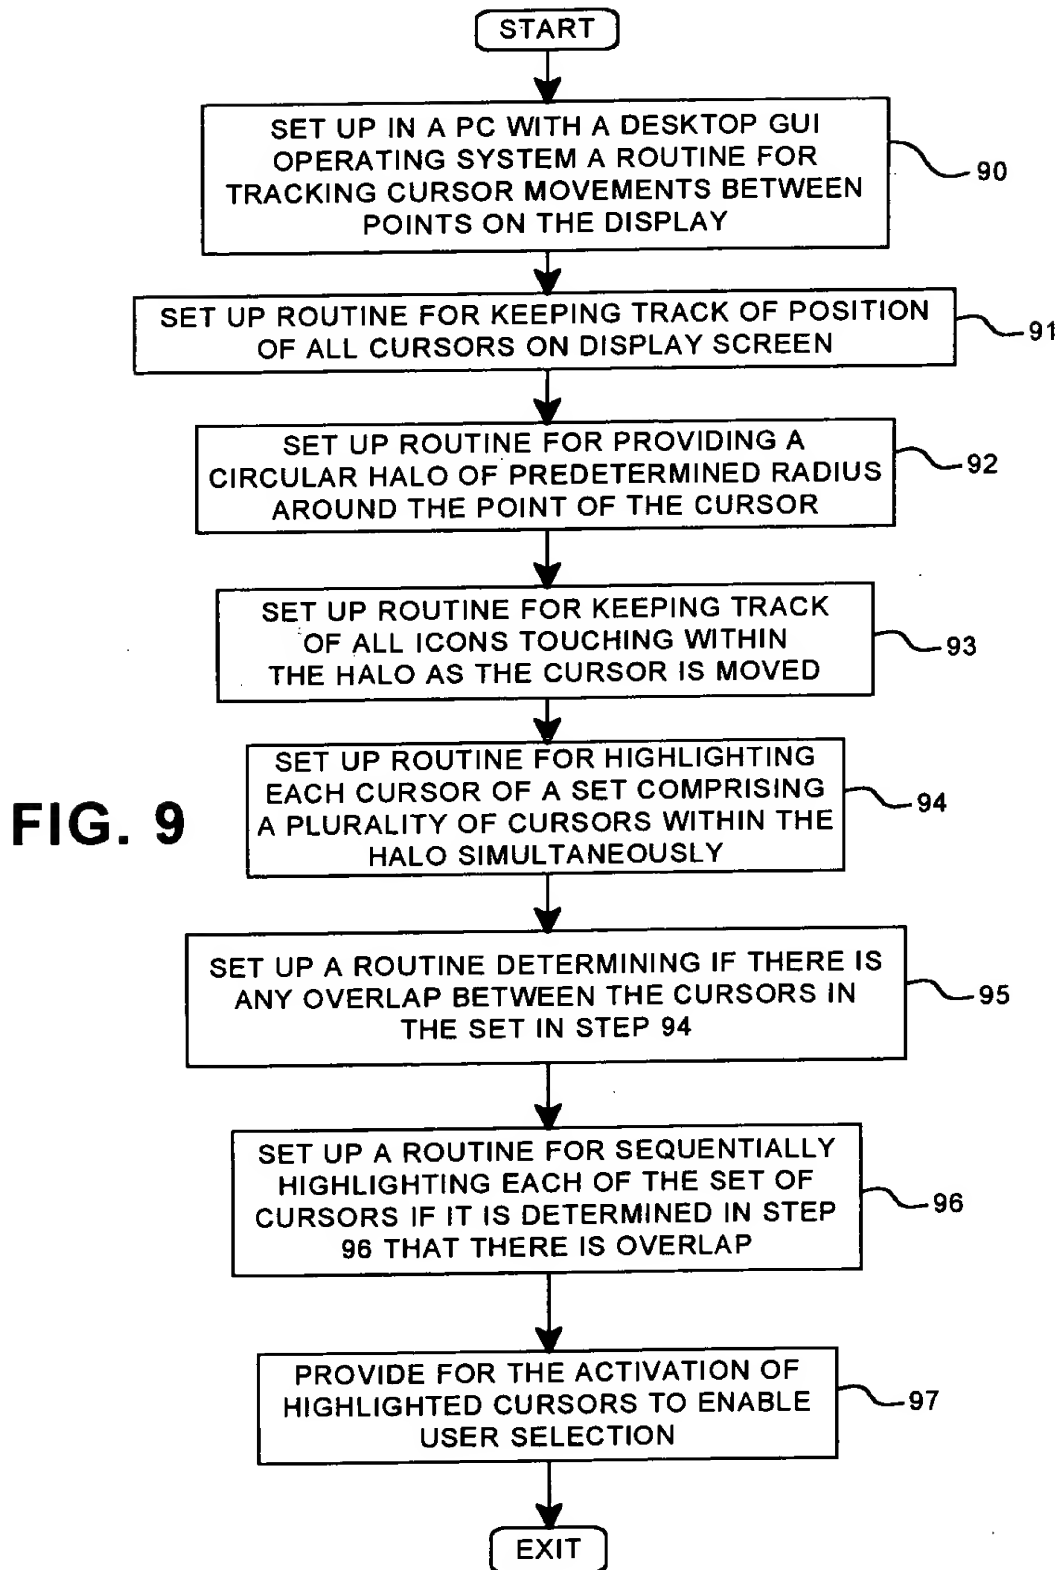 START
SET UP IN A PC WITH A DESKTOP GUI
OPERATING SYSTEM A ROUTINE FOR
TRACKING CURSOR MOVEMENTS BETWEEN
POINTS ON THE DISPLAY
90
SET UP ROUTINE FOR KEEPING TRACK OF POSITION
OF ALL CURSORS ON DISPLAY SCREEN
91
SET UP ROUTINE FOR PROVIDING A
CIRCULAR HALO OF PREDETERMINED RADIUS
AROUND THE POINT OF THE CURSOR
92
SET UP ROUTINE FOR KEEPING TRACK
OF ALL ICONS TOUCHING WITHIN
THE HALO AS THE CURSOR IS MOVED
93
SET UP ROUTINE FOR HIGHLIGHTING
EACH CURSOR OF A SET COMPRISING
A PLURALITY OF CURSORS WITHIN THE
HALO SIMULTANEOUSLY
94
FIG. 9
SET UP A ROUTINE DETERMINING IF THERE IS
ANY OVERLAP BETWEEN THE CURSORS IN
THE SET IN STEP 94
95
SET UP A ROUTINE FOR SEQUENTIALLY
HIGHLIGHTING EACH OF THE SET OF
CURSORS IF IT IS DETERMINED IN STEP
96 THAT THERE IS OVERLAP
96
PROVIDE FOR THE ACTIVATION OF
HIGHLIGHTED CURSORS TO ENABLE
USER SELECTION
97
EXIT